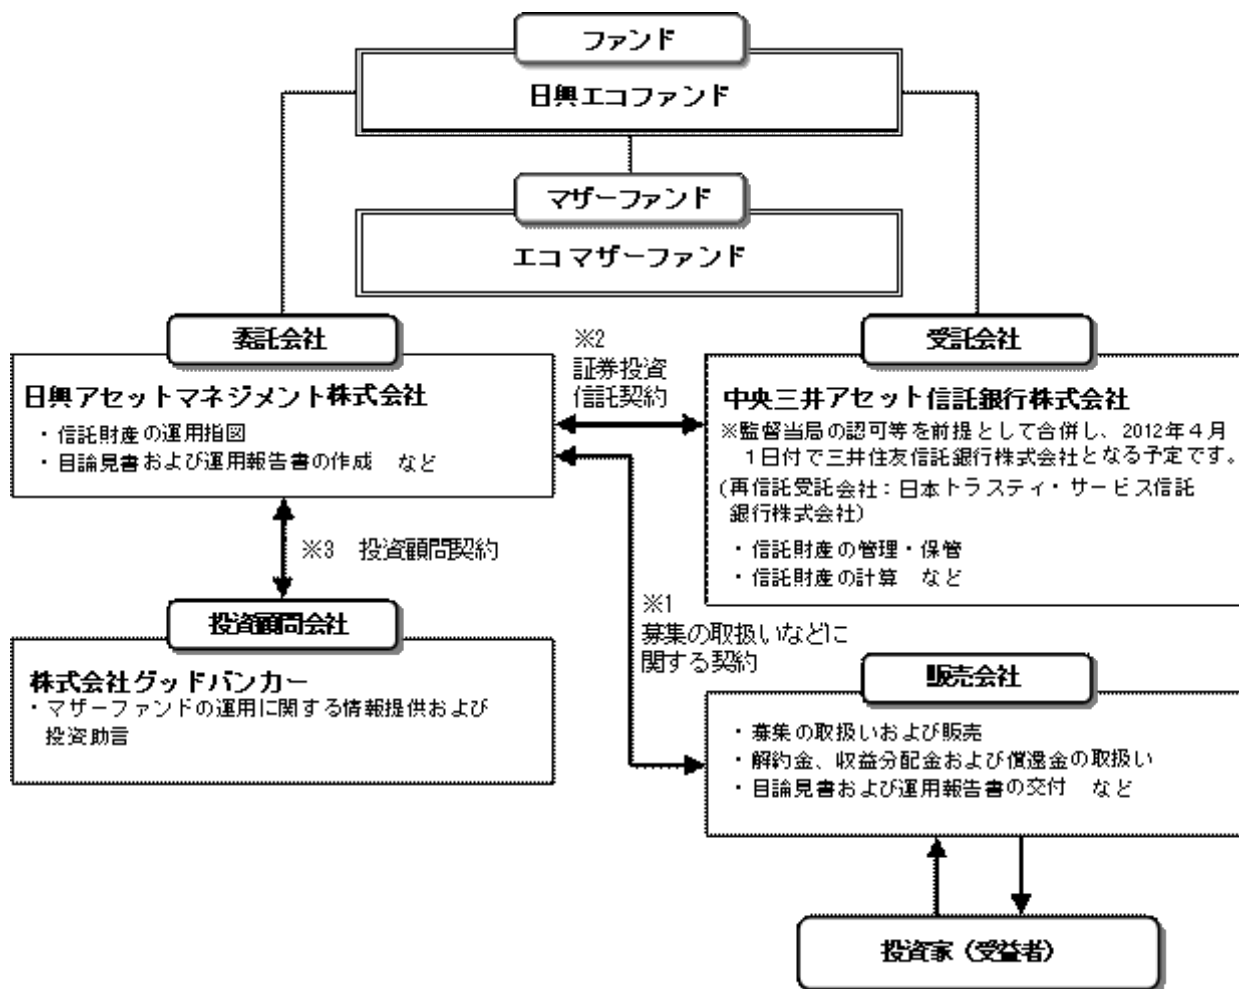 ファンド
日興エコファンド
マザーファンド
エコマザーファンド
委託会社
日興アセットマネジメント株式会社
・信託財産の運用指図
・目論見書および運用報告書の作成　など
※2
証券投資
信託契約
受託会社
中央三井アセット信託銀行株式会社
※監督当局の認可等を前提として合併し、2012年４月
１日付で三井住友信託銀行株式会社となる予定です。
(再信託受託会社：日本トラスティ・サービス信託
銀行株式会社)
・信託財産の管理・保管
・信託財産の計算　など
※3　投資顧問契約
投資顧問会社
株式会社グッドバンカー
・マザーファンドの運用に関する情報提供および
投資助言
※1
募集の取扱いなどに
関する契約
販売会社
・募集の取扱いおよび販売
・解約金、収益分配金および償還金の取扱い
・目論見書および運用報告書の交付　など
投資家（受益者）